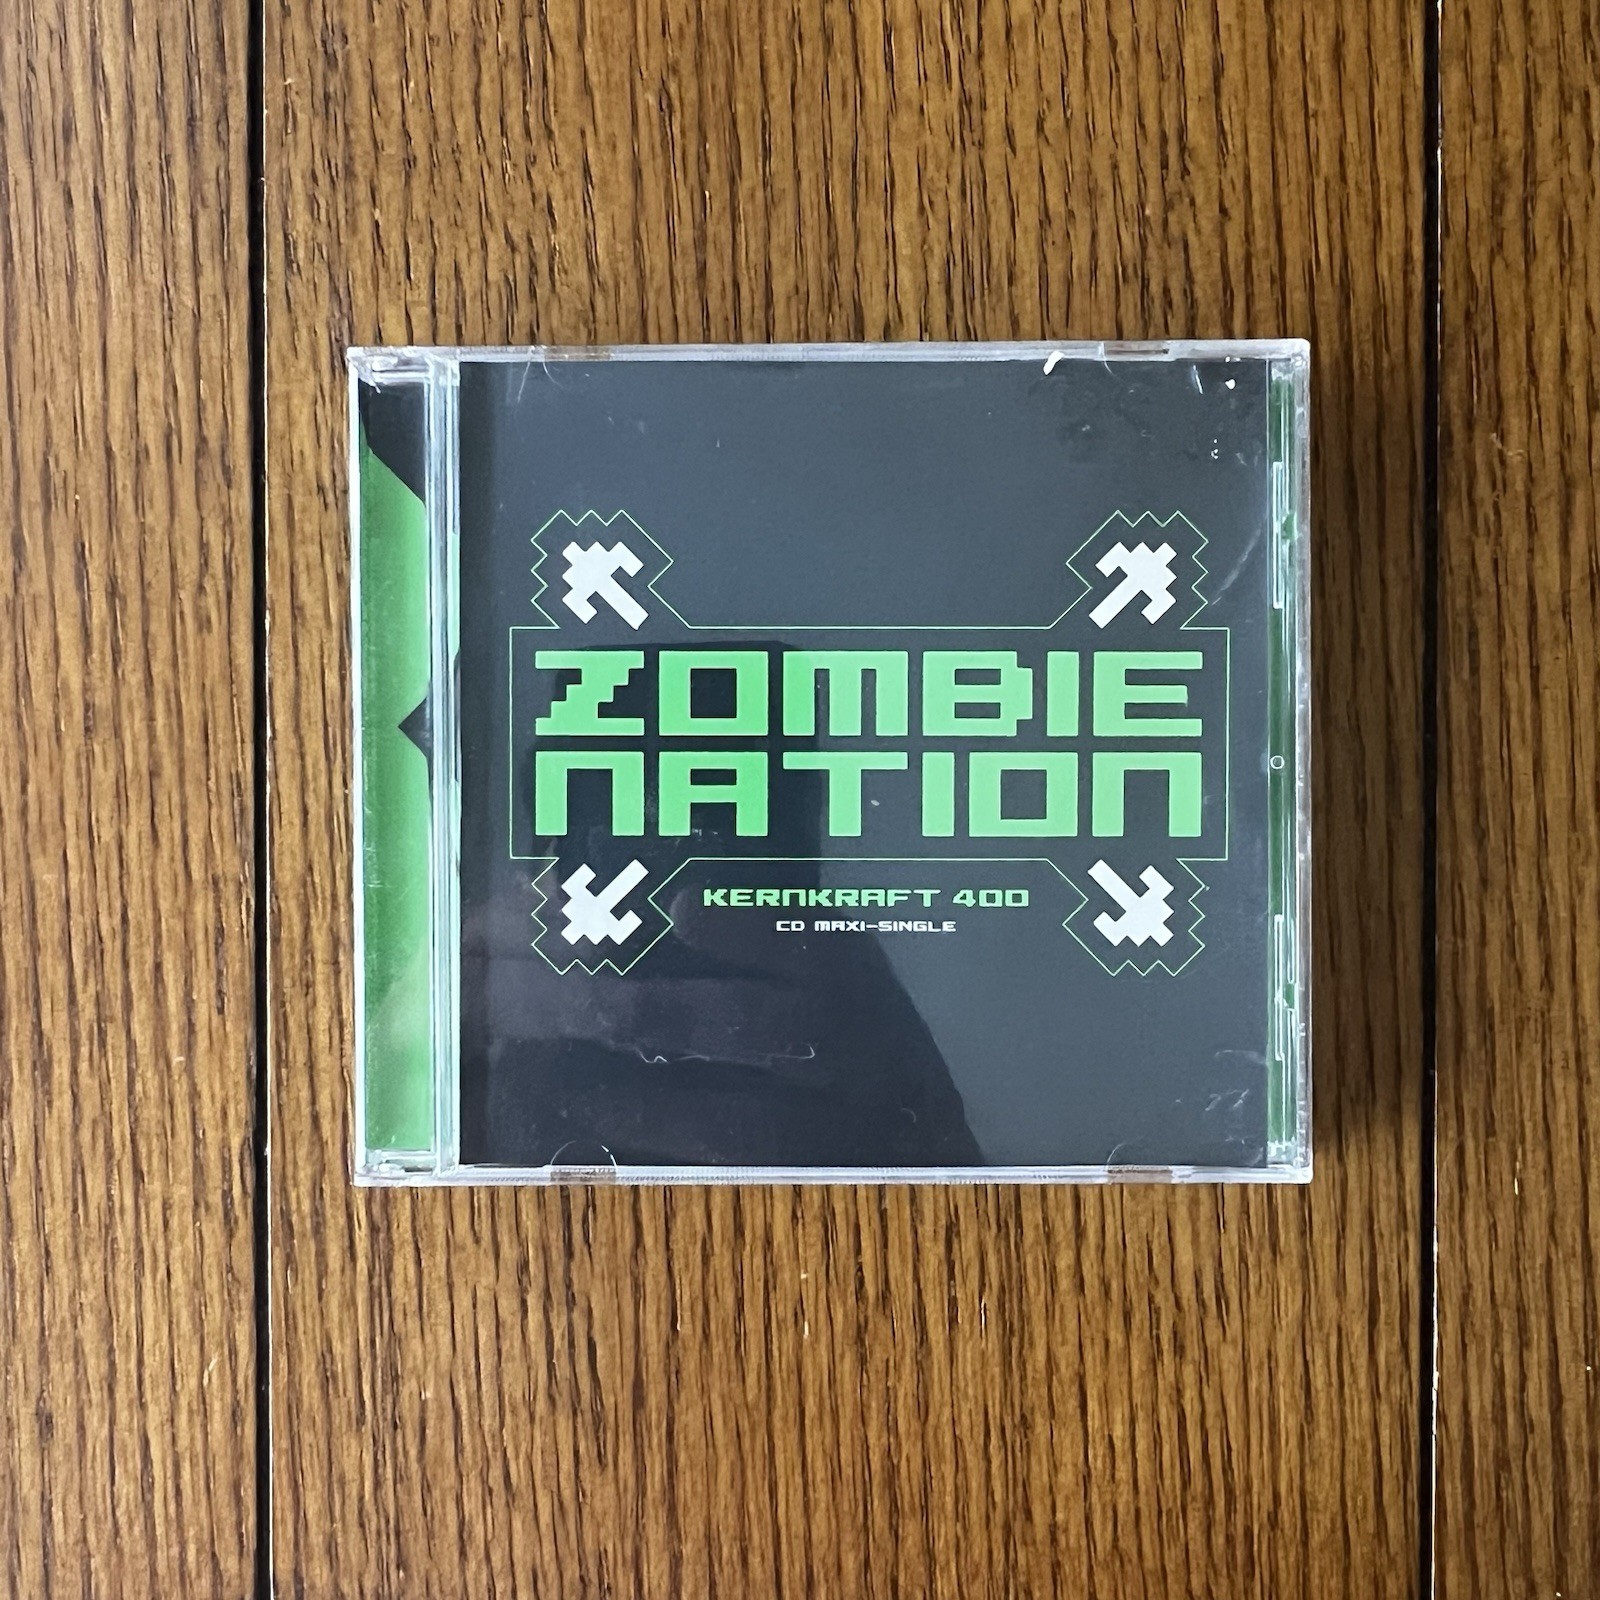 ZOMBIE
NATION
KERNKRAFT 400
CD MAXI-SINGLE